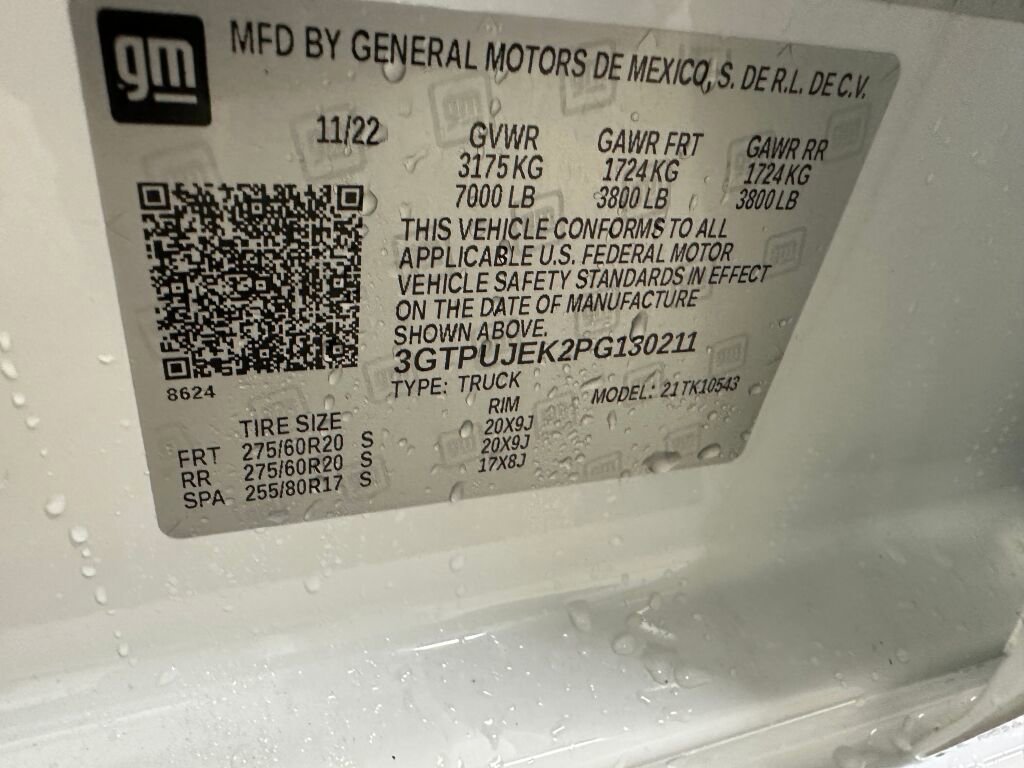 gm
MFD BY GENERAL MOTORS DE MEXICO, S. DE R.L. DE C.V.
11/22 GVWR GAWR FRT GAWR RR
3175 KG 1724 KG 1724 KG
7000 LB 3800 LB 3800 LB
THIS VEHICLE CONFORMS TO ALL
APPLICABLE U.S. FEDERAL MOTOR
VEHICLE SAFETY STANDARDS IN EFFECT
ON THE DATE OF MANUFACTURE
SHOWN ABOVE.
3GTPUJEK2PG130211
8624 TYPE: TRUCK MODEL: 21TK10543
TIRE SIZE RIM
FRT 275/60R20 S 20X9J
RR 275/60R20 S 20X9J
SPA 255/80R17 S 17X8J